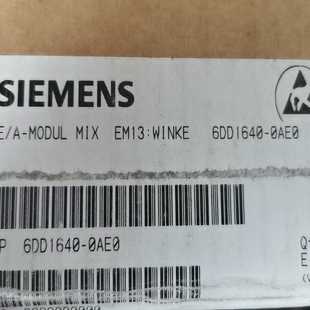 SIEMENS
E/A-MODUL MIX EM13:WINKE 6DD1640-0AE0
P 6DD1640-0AE0